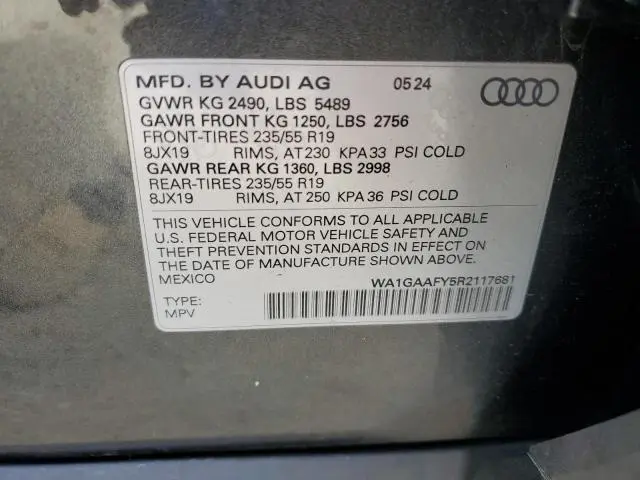 MFD. BY AUDI AG 05 24
GVWR KG 2490, LBS 5489
GAWR FRONT KG 1250, LBS 2756
FRONT-TIRES 235/55 R19
8JX19 RIMS, AT 230 KPA 33 PSI COLD
GAWR REAR KG 1360, LBS 2998
REAR-TIRES 235/55 R19
8JX19 RIMS, AT 250 KPA 36 PSI COLD
THIS VEHICLE CONFORMS TO ALL APPLICABLE
U.S. FEDERAL MOTOR VEHICLE SAFETY AND
THEFT PREVENTION STANDARDS IN EFFECT ON
THE DATE OF MANUFACTURE SHOWN ABOVE.
MEXICO WA1GAAFY5R2117681
TYPE:
MPV